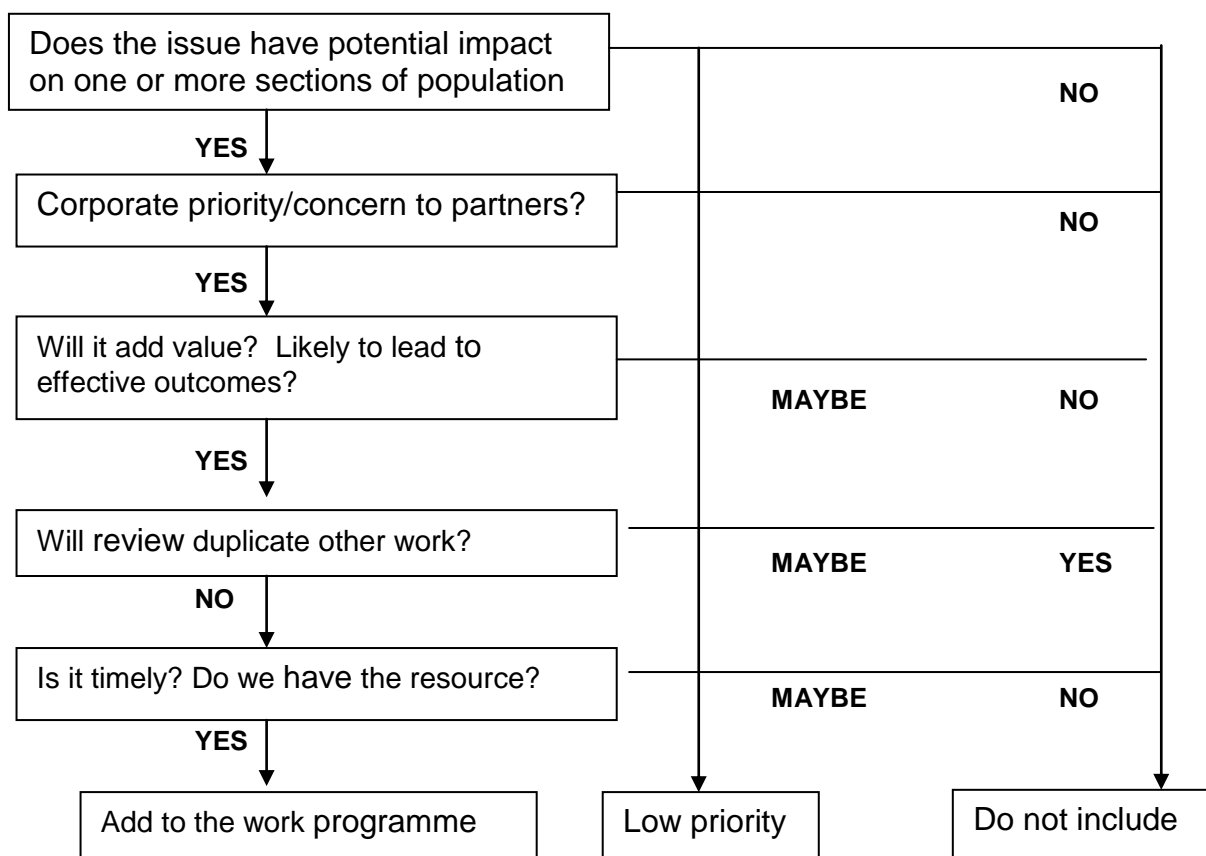 Does the issue have potential impact
on one or more sections of population
NO
YES
Corporate priority/concern to partners?
NO
YES
Will it add value?  Likely to lead to
effective outcomes?
MAYBE NO
YES
Will review duplicate other work?
MAYBE YES
NO
Is it timely? Do we have the resource?
MAYBE NO
YES
Add to the work programme
Low priority
Do not include